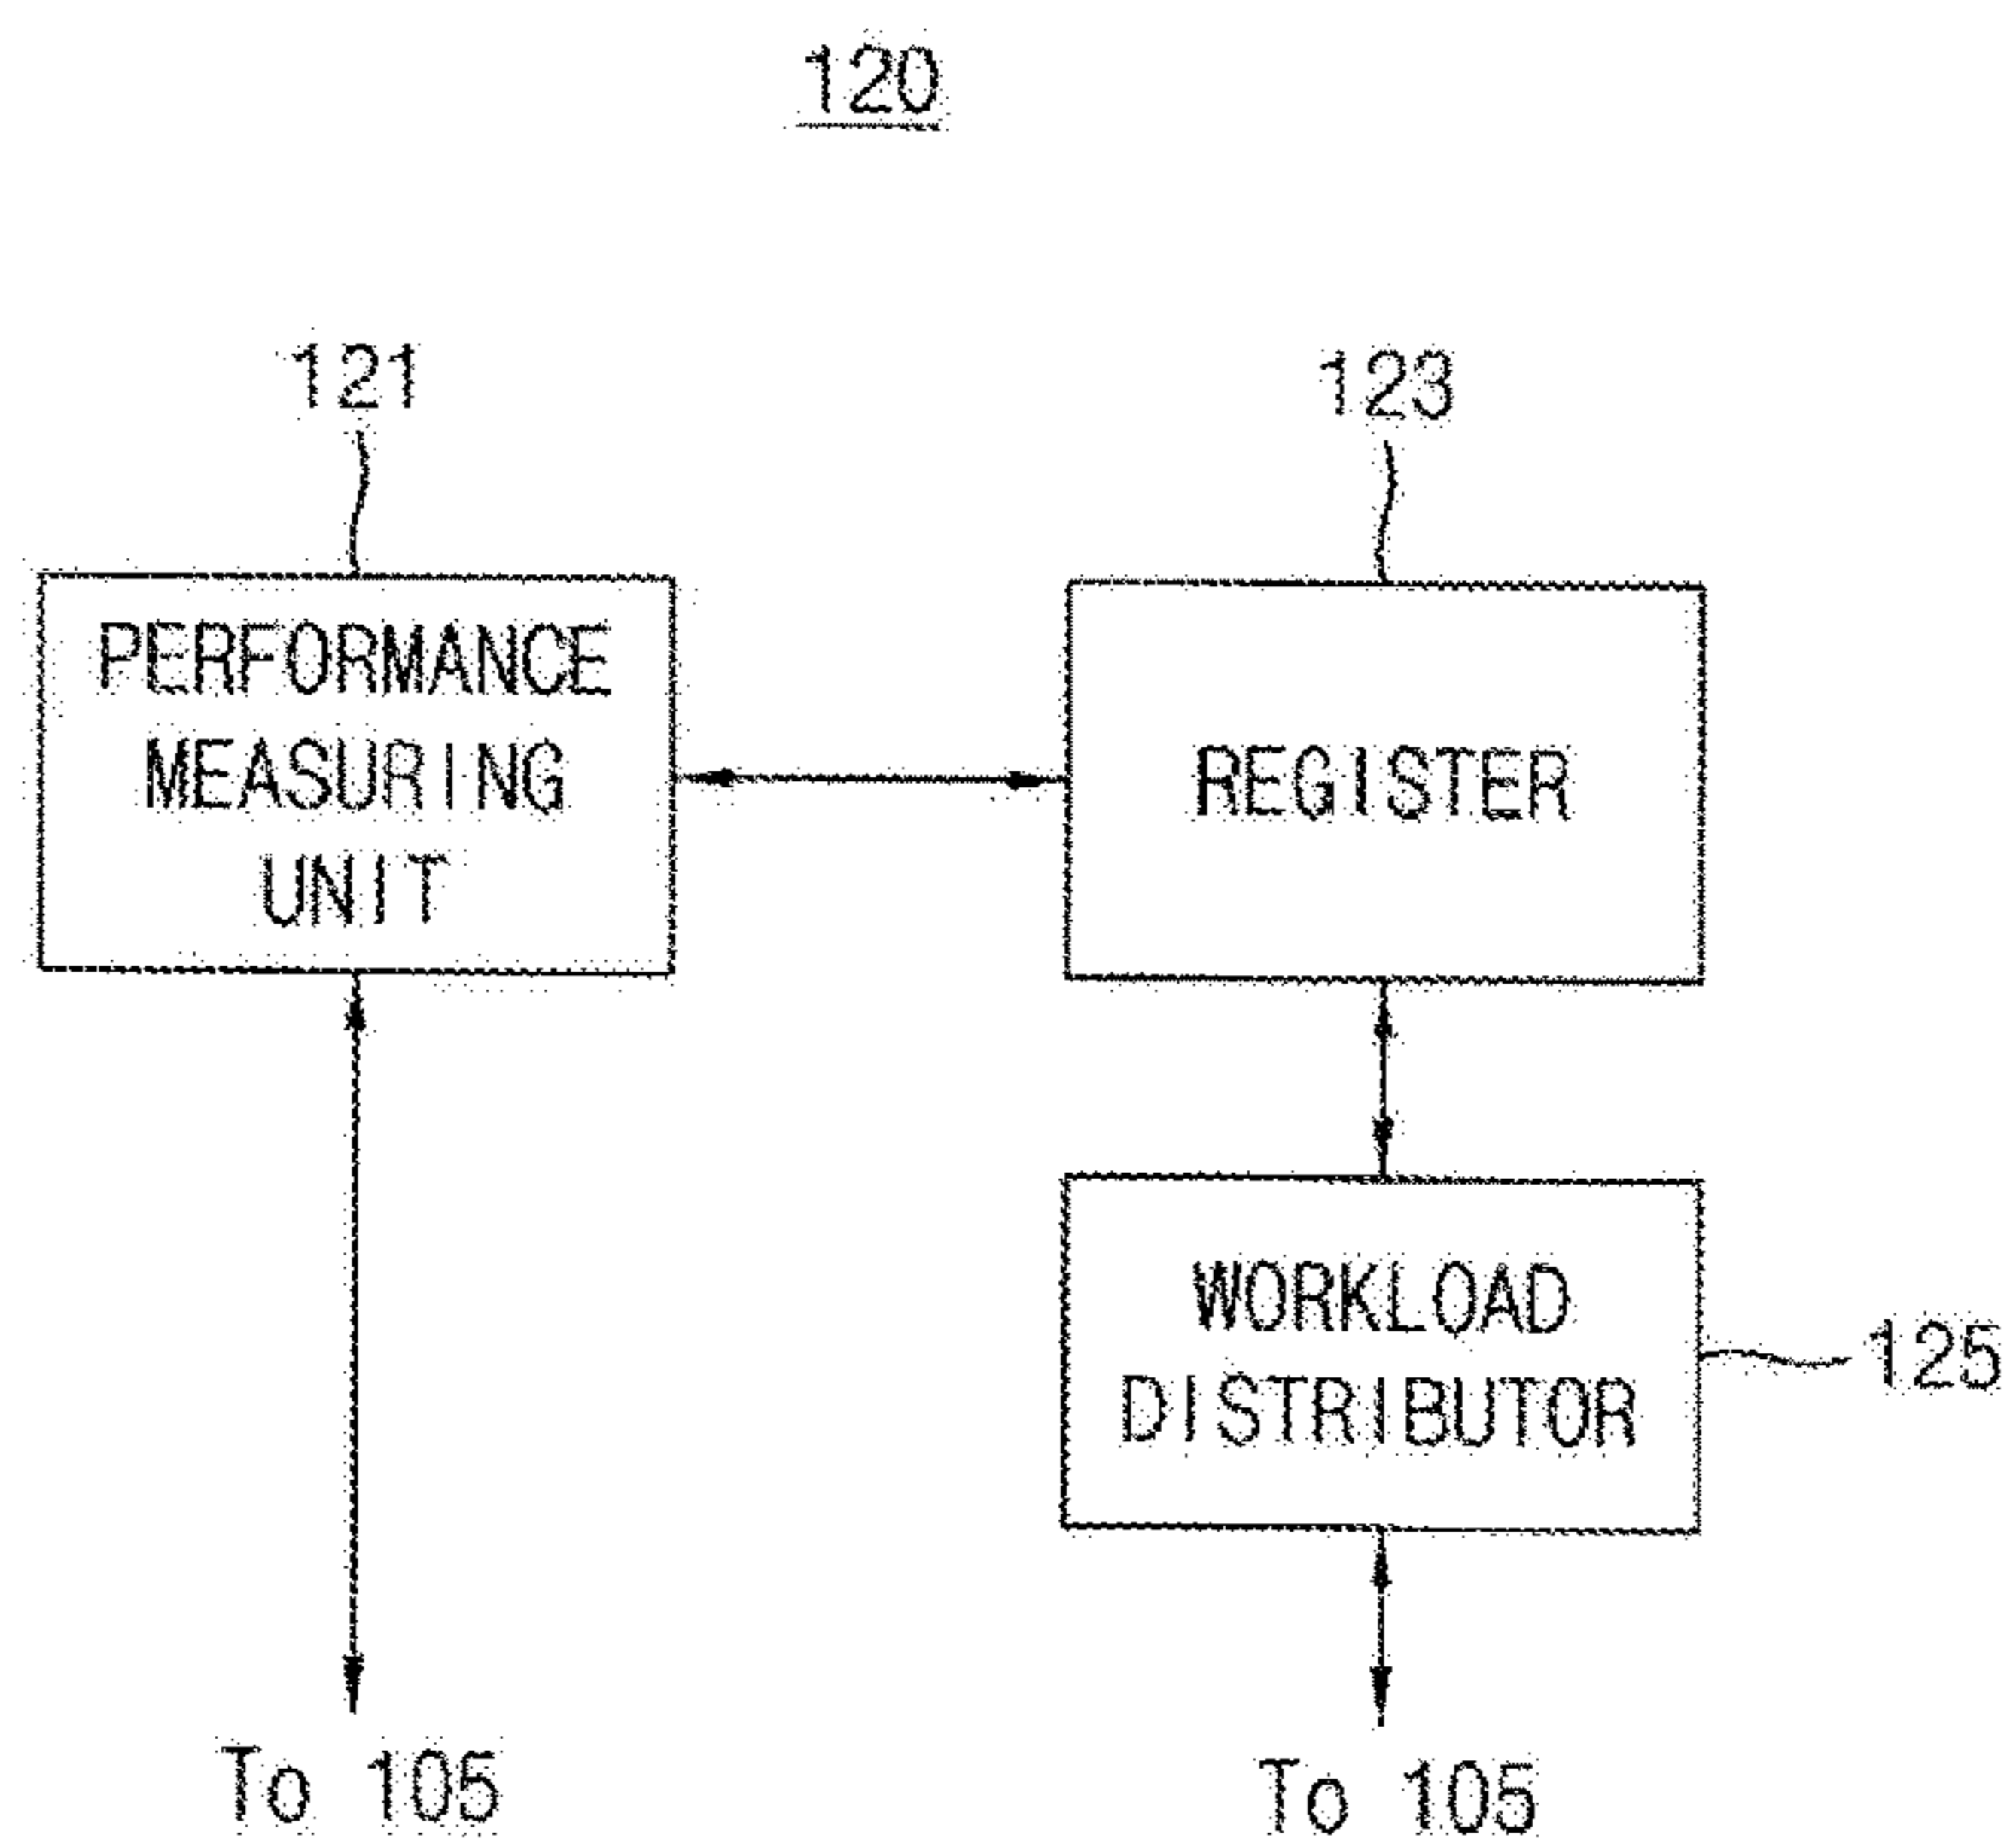 120
121
123
PERFORMANCE
MEASURING
UNIT
REGISTER
WORKLOAD
DISTRIBUTOR
125
To 105
To 105